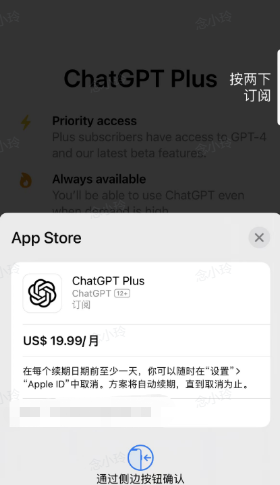 ChatGPT Plus
按两下
订阅
Priority access
Plus subscribers have access to GPT-4
and our latest beta features.
Always available
You'll be able to use ChatGPT even
when demand is high
App Store
ChatGPT Plus
ChatGPT 12+
订阅
US$ 19.99/月
在每个续期日期前至少一天，你可以随时在“设置”>
“Apple ID”中取消。方案将自动续期，直到取消为止。
通过侧边按钮确认
念小玲